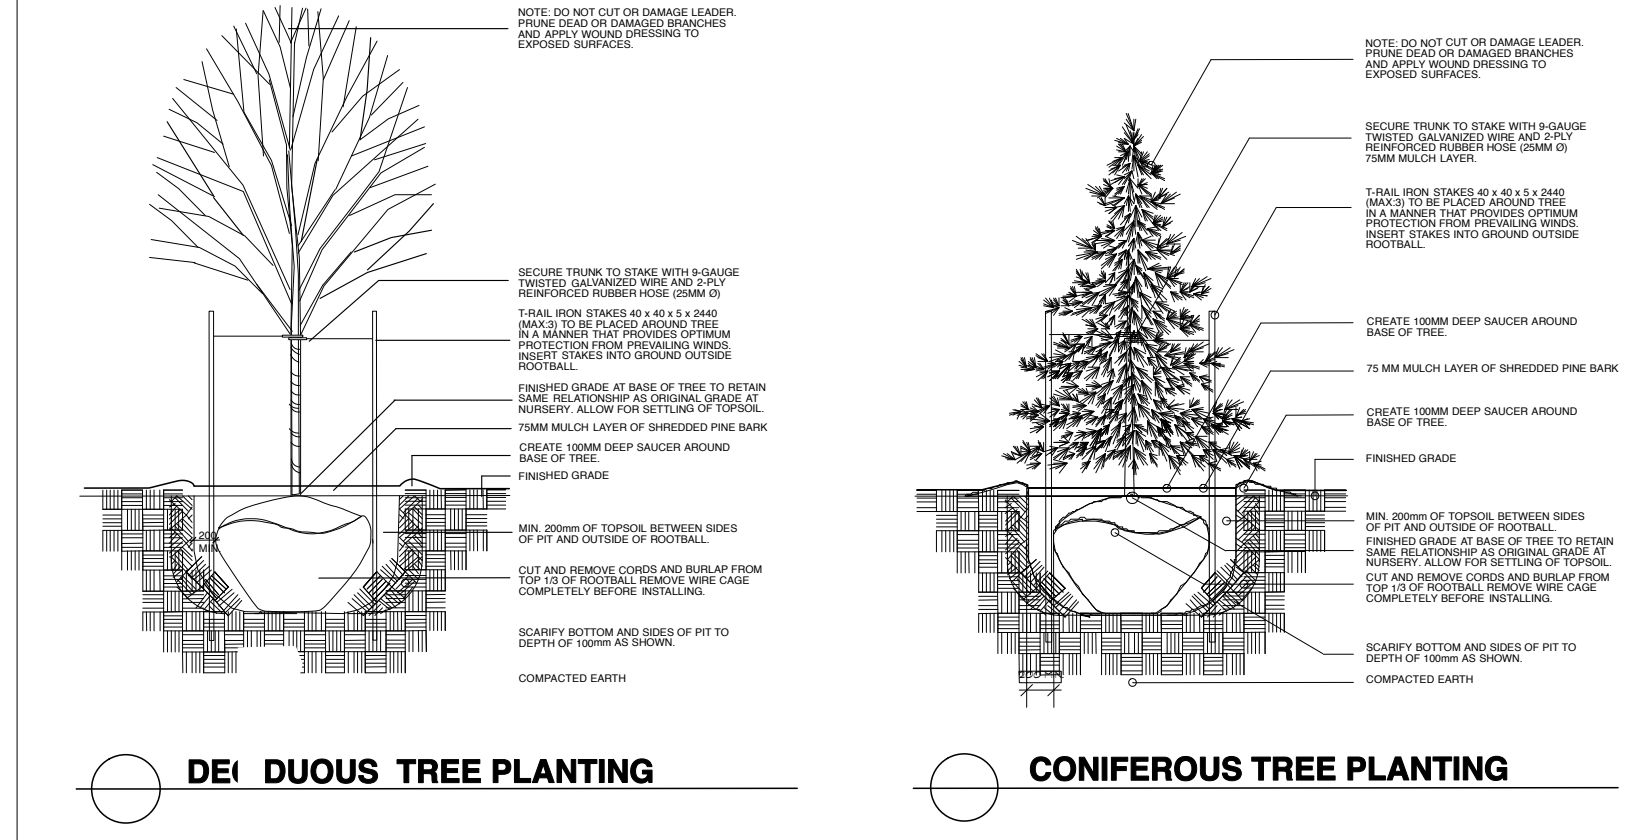 NOTE: DO NOT CUT OR DAMAGE LEADER.
PRUNE DEAD OR DAMAGED BRANCHES
AND APPLY WOUND DRESSING TO
EXPOSED SURFACES.
SECURE TRUNK TO STAKE WITH 9-GAUGE
TWISTED GALVANIZED WIRE AND 2-PLY
REINFORCED RUBBER HOSE (25MM Ø)
T-RAIL IRON STAKES 40 x 40 x 5 x 2440
(MAX:3) TO BE PLACED AROUND TREE
IN A MANNER THAT PROVIDES OPTIMUM
PROTECTION FROM PREVAILING WINDS.
INSERT STAKES INTO GROUND OUTSIDE
ROOTBALL.
FINISHED GRADE AT BASE OF TREE TO RETAIN
SAME RELATIONSHIP AS ORIGINAL GRADE AT
NURSERY. ALLOW FOR SETTLING OF TOPSOIL.
75MM MULCH LAYER OF SHREDDED PINE BARK
CREATE 100MM DEEP SAUCER AROUND
BASE OF TREE.
FINISHED GRADE
MIN. 200mm OF TOPSOIL BETWEEN SIDES
OF PIT AND OUTSIDE OF ROOTBALL.
200
MIN.
CUT AND REMOVE CORDS AND BURLAP FROM
TOP 1/3 OF ROOTBALL REMOVE WIRE CAGE
COMPLETELY BEFORE INSTALLING.
SCARIFY BOTTOM AND SIDES OF PIT TO
DEPTH OF 100mm AS SHOWN.
COMPACTED EARTH
DE DUOUS TREE PLANTING
NOTE: DO NOT CUT OR DAMAGE LEADER.
PRUNE DEAD OR DAMAGED BRANCHES
AND APPLY WOUND DRESSING TO
EXPOSED SURFACES.
SECURE TRUNK TO STAKE WITH 9-GAUGE
TWISTED GALVANIZED WIRE AND 2-PLY
REINFORCED RUBBER HOSE (25MM Ø)
75MM MULCH LAYER.
T-RAIL IRON STAKES 40 x 40 x 5 x 2440
(MAX:3) TO BE PLACED AROUND TREE
IN A MANNER THAT PROVIDES OPTIMUM
PROTECTION FROM PREVAILING WINDS.
INSERT STAKES INTO GROUND OUTSIDE
ROOTBALL.
CREATE 100MM DEEP SAUCER AROUND
BASE OF TREE.
75 MM MULCH LAYER OF SHREDDED PINE BARK
CREATE 100MM DEEP SAUCER AROUND
BASE OF TREE.
FINISHED GRADE
MIN. 200mm OF TOPSOIL BETWEEN SIDES
OF PIT AND OUTSIDE OF ROOTBALL.
FINISHED GRADE AT BASE OF TREE TO RETAIN
SAME RELATIONSHIP AS ORIGINAL GRADE AT
NURSERY. ALLOW FOR SETTLING OF TOPSOIL.
CUT AND REMOVE CORDS AND BURLAP FROM
TOP 1/3 OF ROOTBALL REMOVE WIRE CAGE
COMPLETELY BEFORE INSTALLING.
SCARIFY BOTTOM AND SIDES OF PIT TO
DEPTH OF 100mm AS SHOWN.
COMPACTED EARTH
CONIFEROUS TREE PLANTING